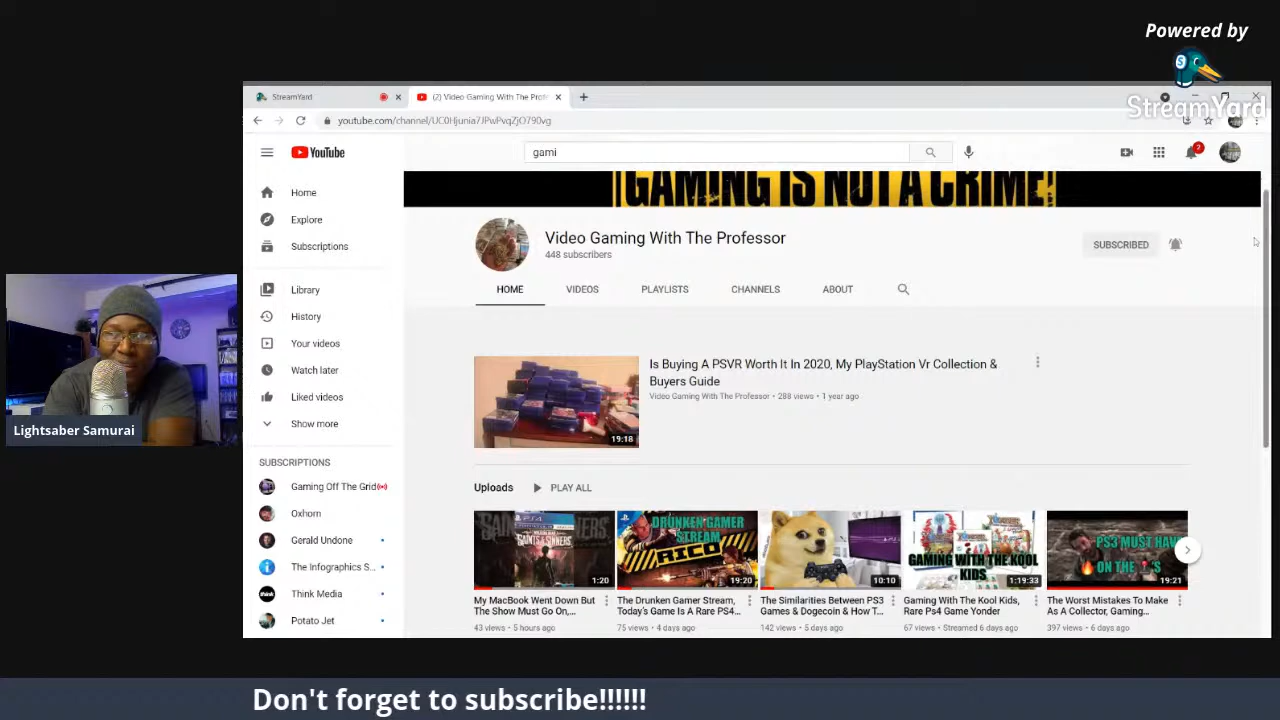 Powered by
StreamYard
StreamYard
(2) Video Gaming With The Prof
youtube.com/channel/UC0Hjunia7JPwPvqZjO790vg
YouTube
gami
2
Home
Explore
Subscriptions
Library
History
Your videos
Watch later
Liked videos
Show more
SUBSCRIPTIONS
Gaming Off The Grid
Oxhorn
Gerald Undone
The Infographics S...
Think Media
Potato Jet
GAMING IS NOT A CRIME!
Video Gaming With The Professor
448 subscribers
SUBSCRIBED
HOME
VIDEOS
PLAYLISTS
CHANNELS
ABOUT
Is Buying A PSVR Worth It In 2020, My PlayStation Vr Collection &
Buyers Guide
Video Gaming With The Professor • 288 views • 1 year ago
19:18
Uploads
PLAY ALL
PS4
SAINTS & SINNERS
1:20
My MacBook Went Down But
The Show Must Go On,...
43 views • 5 hours ago
DRUNKEN GAMER
STREAM
RICO
19:20
The Drunken Gamer Stream,
Today's Game Is A Rare PS4...
75 views • 4 days ago
10:10
The Similarities Between PS3
Games & Dogecoin & How T...
142 views • 5 days ago
GAMING WITH THE KOOL
KIDS
1:19:33
Gaming With The Kool Kids,
Rare Ps4 Game Yonder
67 views • Streamed 6 days ago
PS3 MUST HAV
ON THE 'S
19:21
The Worst Mistakes To Make
As A Collector, Gaming...
397 views • 6 days ago
Lightsaber Samurai
Don't forget to subscribe!!!!!!